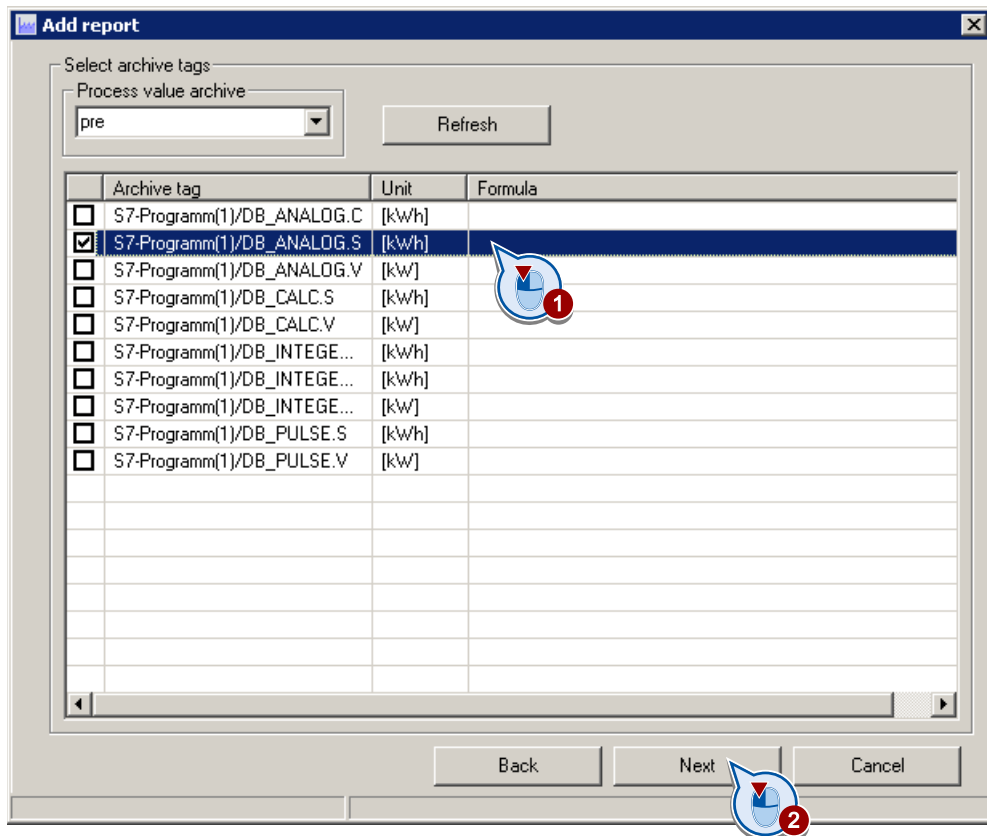 Add report
Select archive tags
Process value archive
pre
Refresh
Archive tag Unit Formula
S7-Programm(1)/DB_ANALOG.C [kWh]
S7-Programm(1)/DB_ANALOG.S [kWh]
S7-Programm(1)/DB_ANALOG.V [kW]
S7-Programm(1)/DB_CALC.S [kWh]
S7-Programm(1)/DB_CALC.V [kW]
S7-Programm(1)/DB_INTEGE... [kWh]
S7-Programm(1)/DB_INTEGE... [kWh]
S7-Programm(1)/DB_INTEGE... [kW]
S7-Programm(1)/DB_PULSE.S [kWh]
S7-Programm(1)/DB_PULSE.V [kW]
1
Back Next Cancel
2